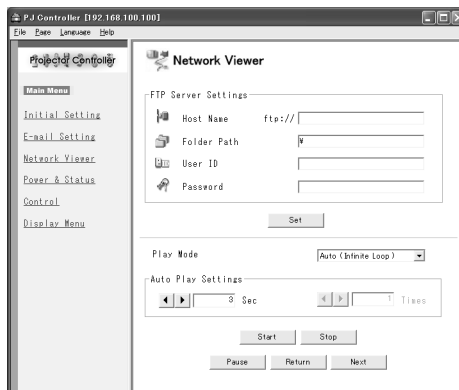 PJ Controller [192.168.100.100]
File Page Language Help
Projector Controller
Main Menu
Initial Setting
E-mail Setting
Network Viewer
Power & Status
Control
Display Menu
Network Viewer
FTP Server Settings
Host Name ftp://
Folder Path ¥
User ID
Password
Set
Play Mode Auto (Infinite Loop)
Auto Play Settings
3 Sec 1 Times
Start Stop
Pause Return Next